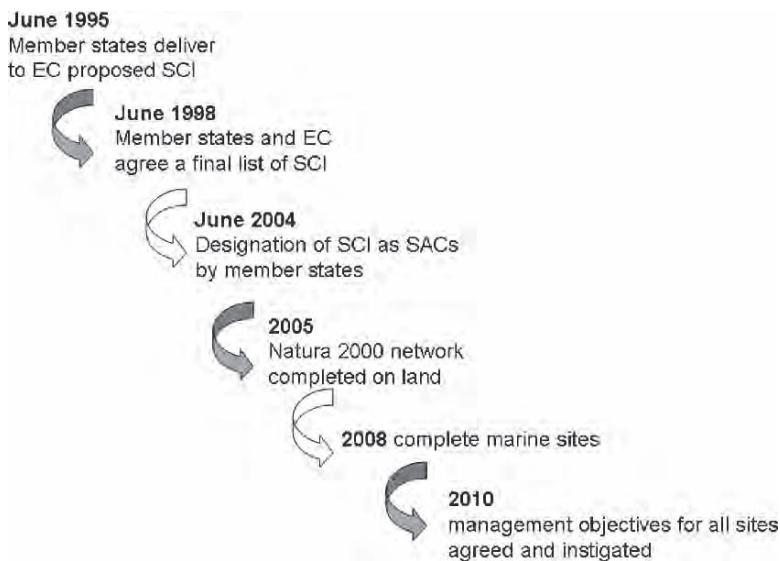 June 1995
Member states deliver
to EC proposed SCI
June 1998
Member states and EC
agree a final list of SCI
June 2004
Designation of SCI as SACs
by member states
2005
Natura 2000 network
completed on land
2008 complete marine sites
2010
management objectives for all sites
agreed and instigated